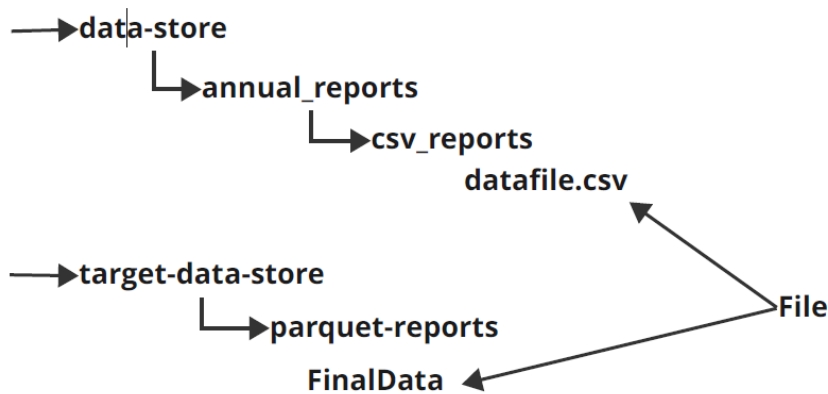 data-store
annual_reports
csv_reports
datafile.csv
target-data-store
File
parquet-reports
FinalData